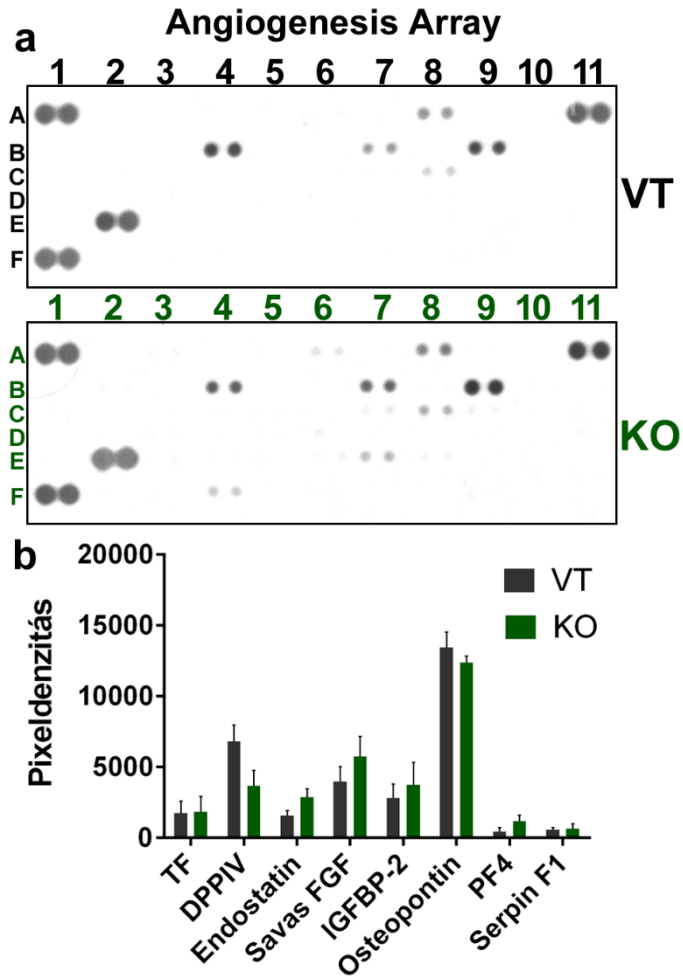 Angiogenesis Array
a
1 2 3 4 5 6 7 8 9 10 11
A
B
C
D
E
F
VT
1 2 3 4 5 6 7 8 9 10 11
A
B
C
D
E
F
KO
b
20000
15000
10000
5000
0
Pixeldenzitás
VT
KO
TF
DPPIV
Endostatin
Savas FGF
IGFBP-2
Osteopontin
PF4
Serpin F1